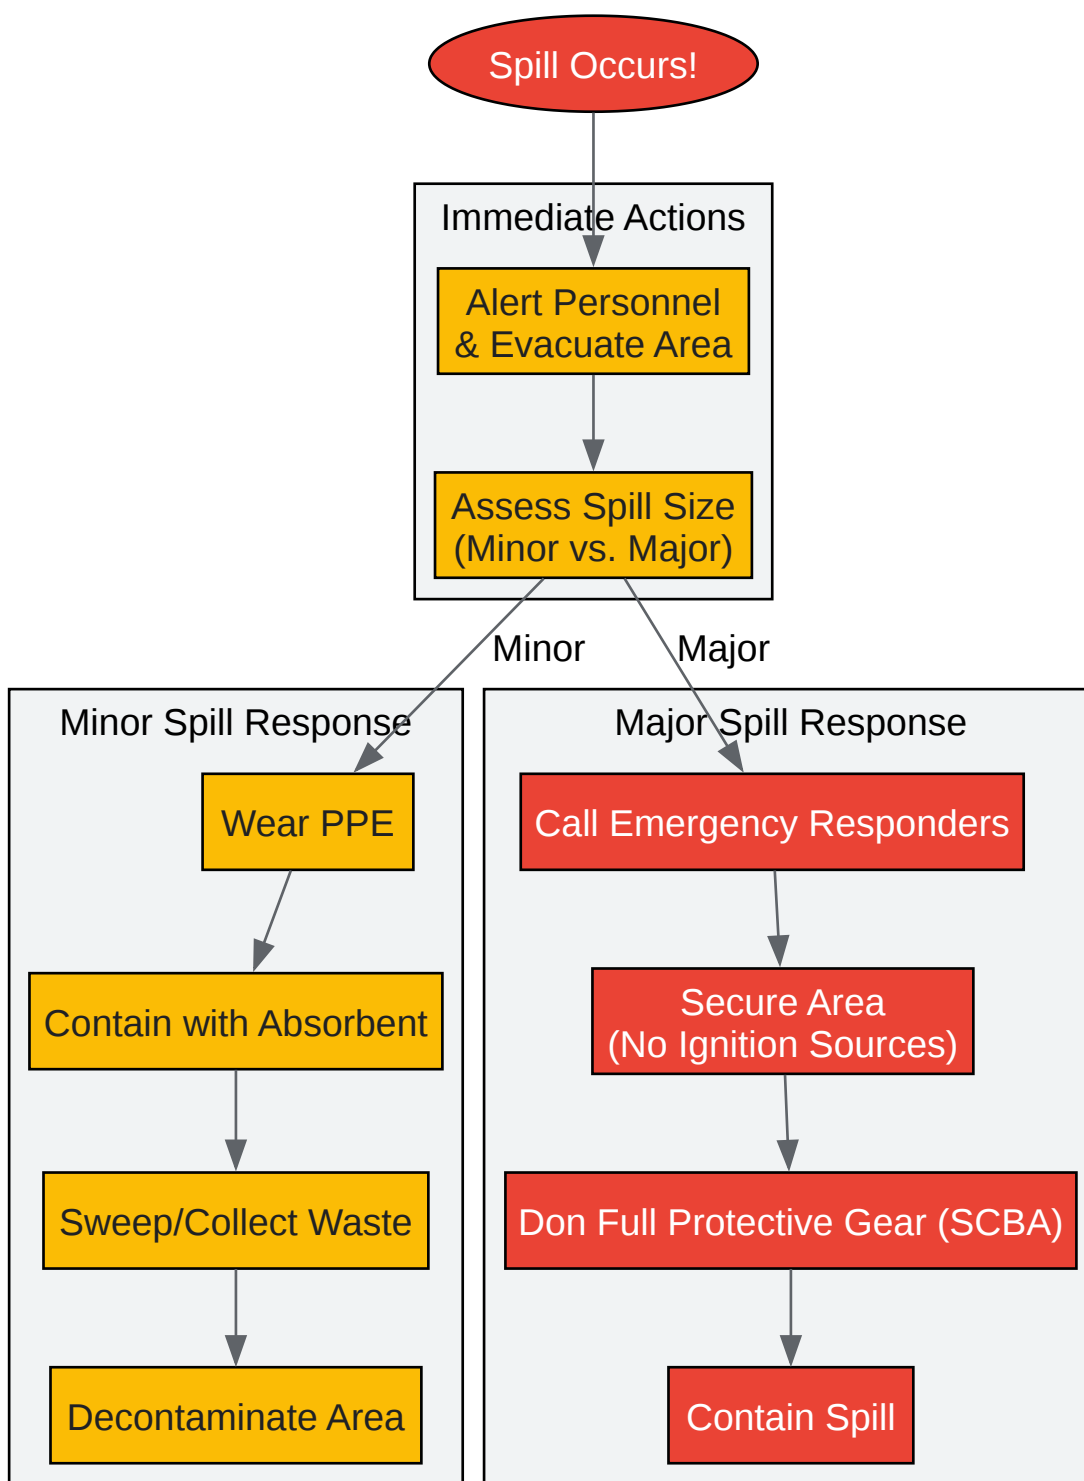 Spill Occurs!
Immediate Actions
Alert Personnel
& Evacuate Area
Assess Spill Size
(Minor vs. Major)
Minor
Major
Minor Spill Response
Wear PPE
Contain with Absorbent
Sweep/Collect Waste
Decontaminate Area
Major Spill Response
Call Emergency Responders
Secure Area
(No Ignition Sources)
Don Full Protective Gear (SCBA)
Contain Spill